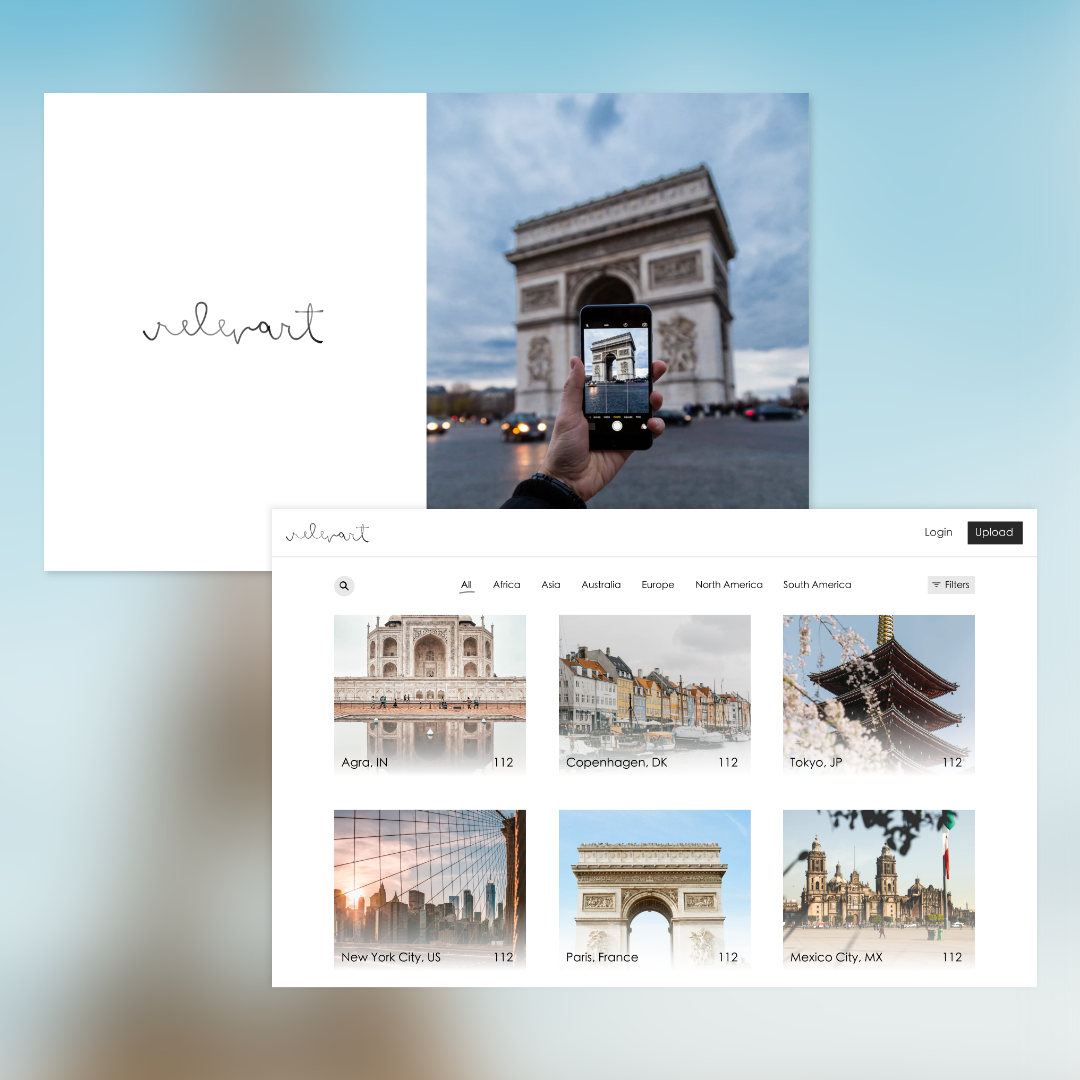 relevart
relevart
Login
Upload
All Africa Asia Australia Europe North America South America
Filters
Agra, IN 112
Copenhagen, DK 112
Tokyo, JP 112
New York City, US 112
Paris, France 112
Mexico City, MX 112